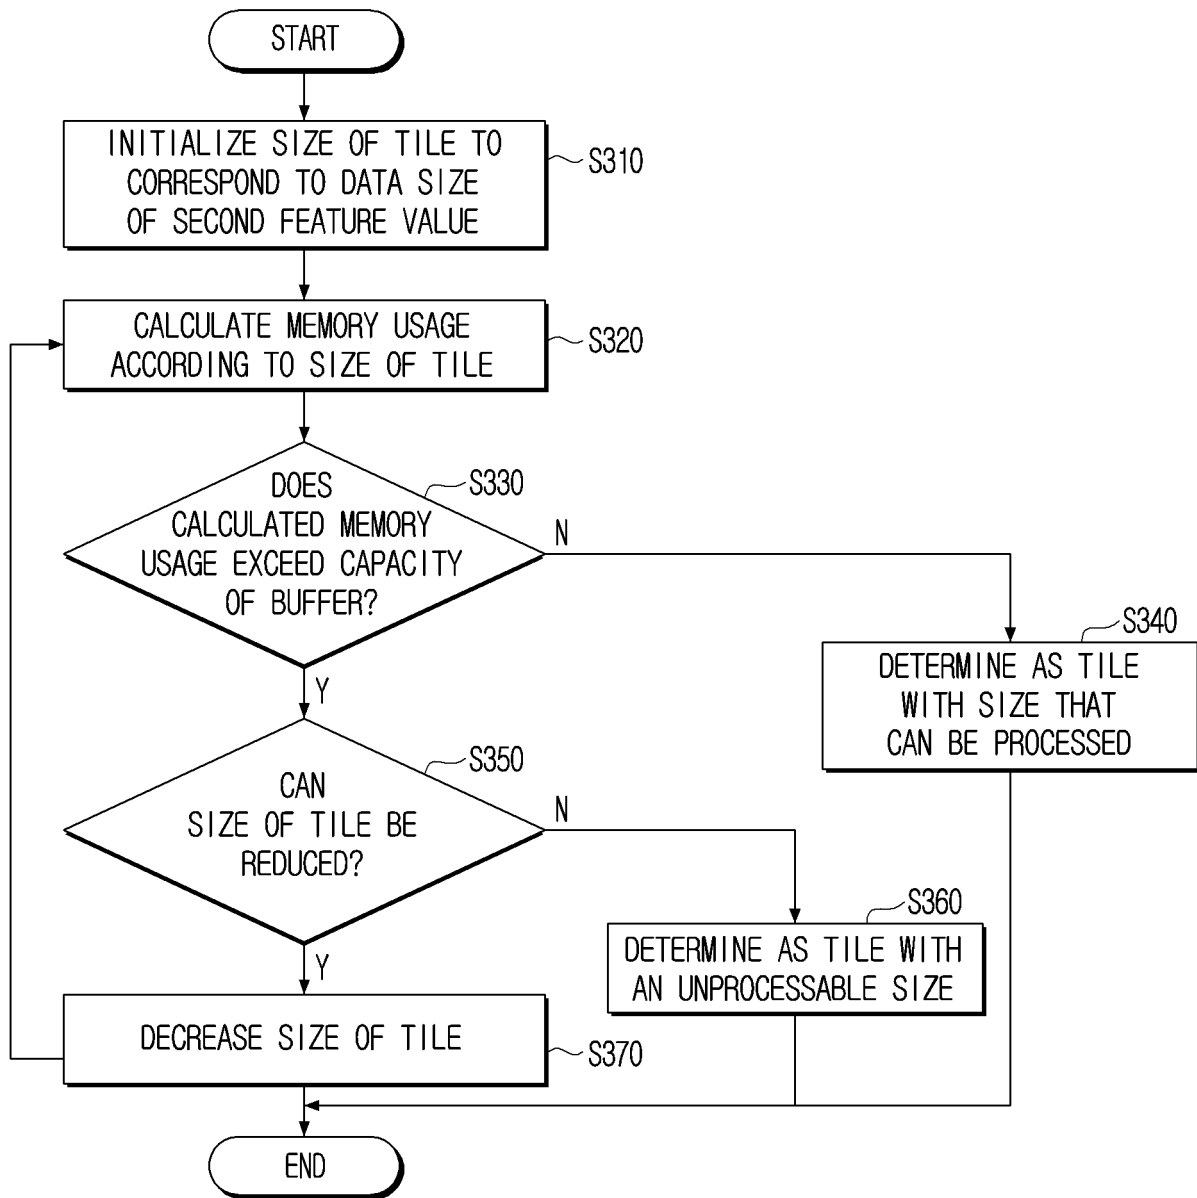 START
INITIALIZE SIZE OF TILE TO
CORRESPOND TO DATA SIZE
OF SECOND FEATURE VALUE
S310
CALCULATE MEMORY USAGE
ACCORDING TO SIZE OF TILE
S320
DOES
CALCULATED MEMORY
USAGE EXCEED CAPACITY
OF BUFFER?
S330
N
Y
S340
DETERMINE AS TILE
WITH SIZE THAT
CAN BE PROCESSED
CAN
SIZE OF TILE BE
REDUCED?
S350
N
Y
S360
DETERMINE AS TILE WITH
AN UNPROCESSABLE SIZE
DECREASE SIZE OF TILE
S370
END